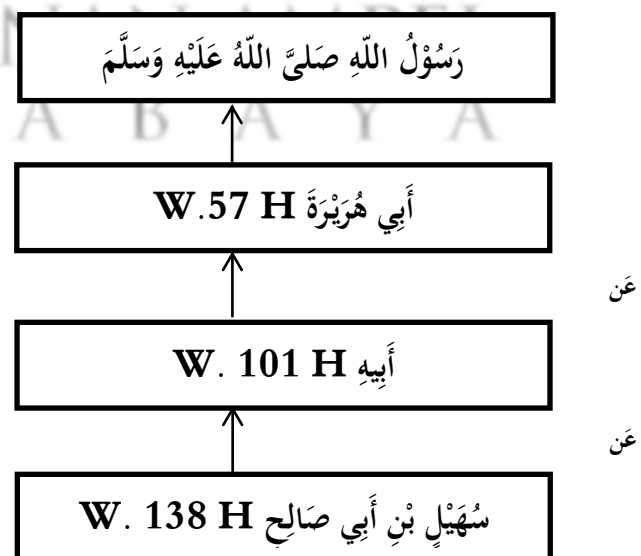 رَسُوْلُ اللّهِ صَلىَّ اللّهُ عَلَيْهِ وَسَلَّمَ
A B A Y A
أَبِي هُرَيْرَةَ W.57 H
عَن
أَبِيهِ W. 101 H
عَن
سُهَيْلٍ بْنِ أَبِي صَالِحٍ W. 138 H